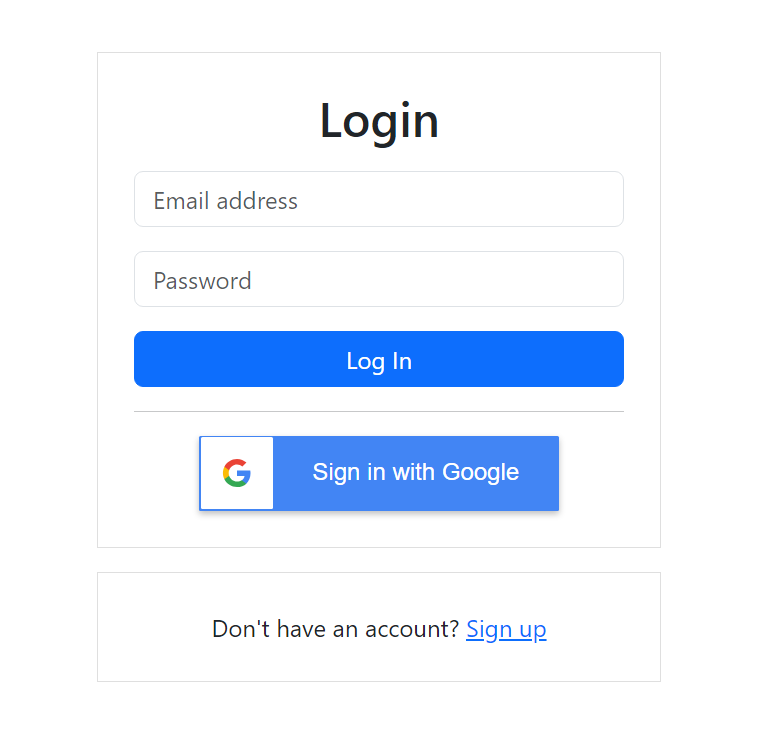 Login
Email address
Password
Log In
Sign in with Google
Don't have an account? Sign up